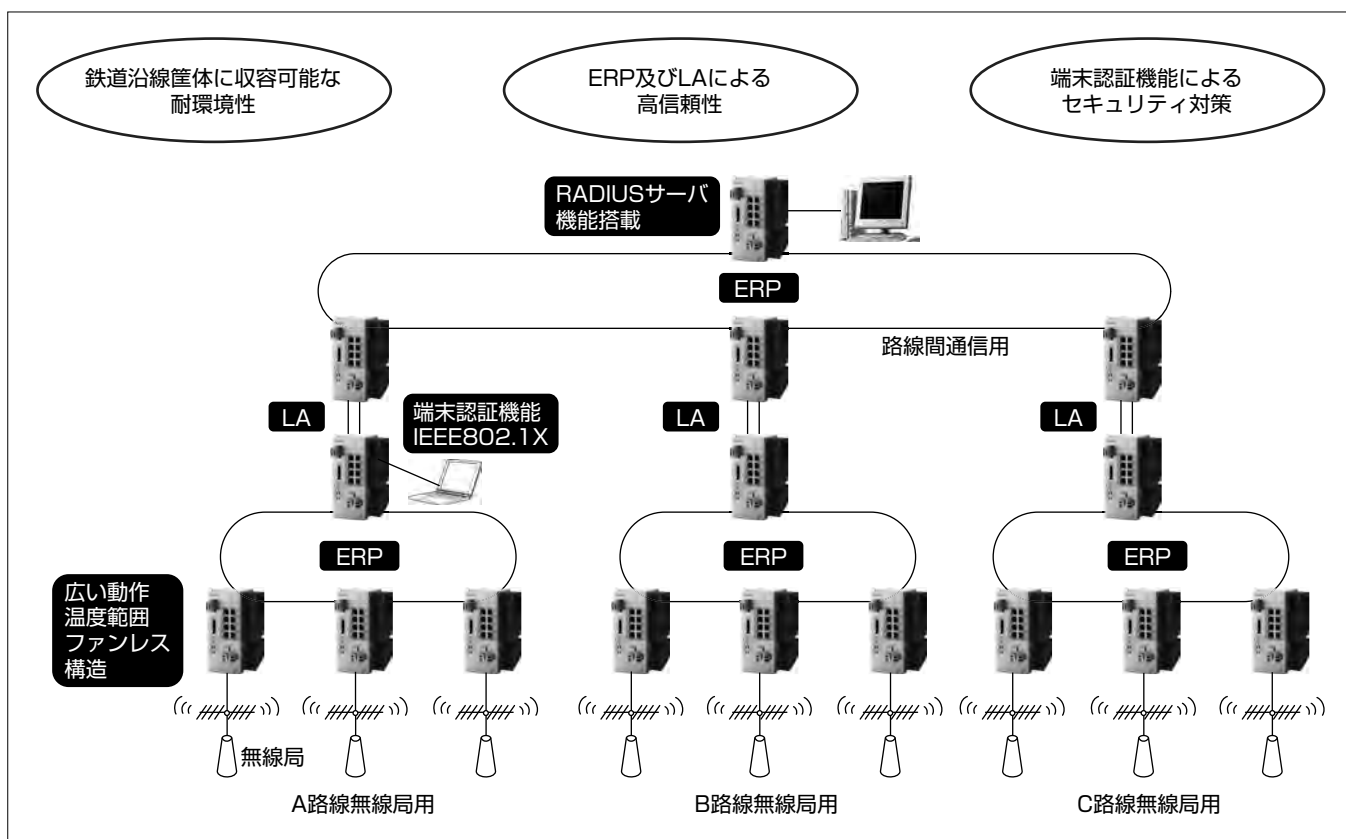 鉄道沿線筐体に収容可能な
耐環境性
ERP及びLAによる
高信頼性
端末認証機能による
セキュリティ対策
RADIUSサーバ
機能搭載
ERP
路線間通信用
LA
端末認証機能
IEEE802.1X
LA
LA
ERP
ERP
ERP
広い動作
温度範囲
ファンレス
構造
無線局
A路線無線局用
B路線無線局用
C路線無線局用